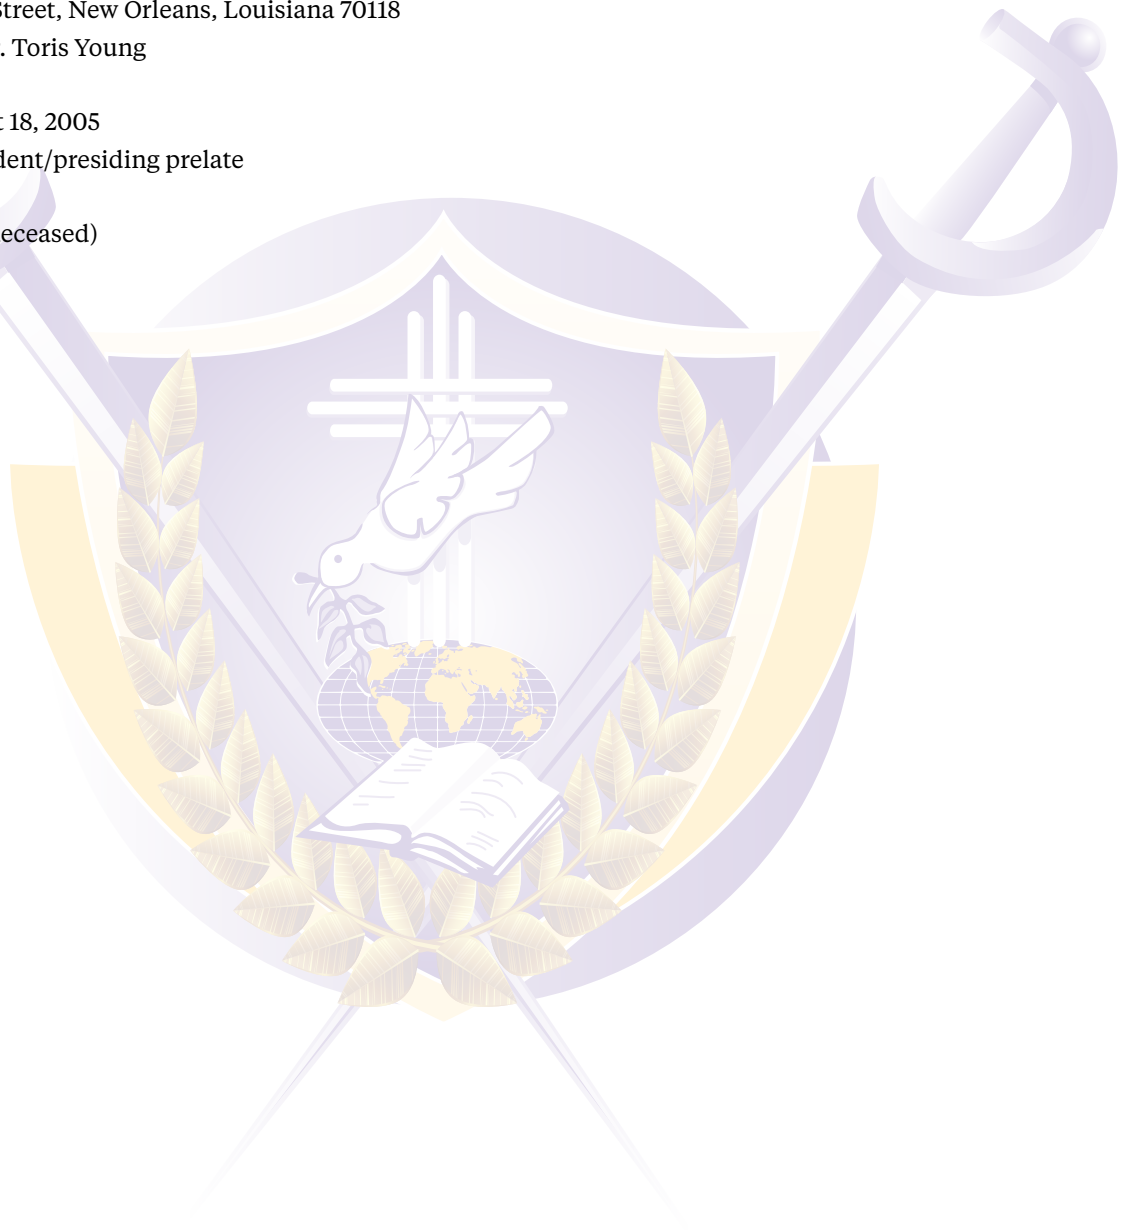 Street, New Orleans, Louisiana 70118
. Toris Young
t 18, 2005
dent/presiding prelate
eceased)